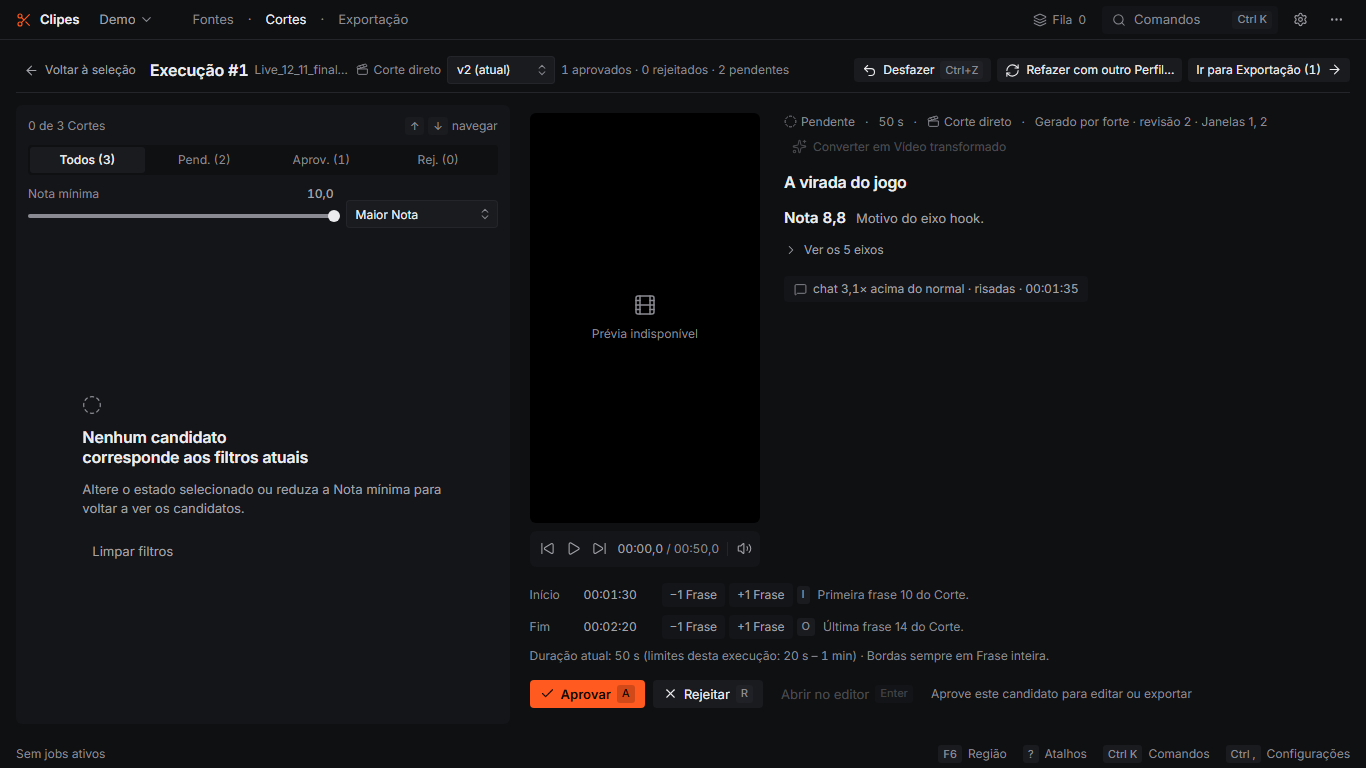 Clipes Demo Fontes · Cortes · Exportação Fila 0 Comandos Ctrl K
Voltar à seleção Execução #1 Live_12_11_final... Corte direto v2 (atual) 1 aprovados · 0 rejeitados · 2 pendentes Desfazer Ctrl+Z Refazer com outro Perfil... Ir para Exportação (1)
0 de 3 Cortes navegar
Todos (3) Pend. (2) Aprov. (1) Rej. (0)
Nota mínima 10,0
Maior Nota
Nenhum candidato
corresponde aos filtros atuais
Altere o estado selecionado ou reduza a Nota mínima para
voltar a ver os candidatos.
Limpar filtros
Prévia indisponível
00:00,0 / 00:50,0
Pendente · 50 s · Corte direto · Gerado por forte · revisão 2 · Janelas 1, 2
Converter em Vídeo transformado
A virada do jogo
Nota 8,8 Motivo do eixo hook.
Ver os 5 eixos
chat 3,1× acima do normal · risadas · 00:01:35
Início 00:01:30 −1 Frase +1 Frase I Primeira frase 10 do Corte.
Fim 00:02:20 −1 Frase +1 Frase O Última frase 14 do Corte.
Duração atual: 50 s (limites desta execução: 20 s – 1 min) · Bordas sempre em Frase inteira.
Aprovar A Rejeitar R Abrir no editor Enter Aprove este candidato para editar ou exportar
Sem jobs ativos F6 Região ? Atalhos Ctrl K Comandos Ctrl , Configurações